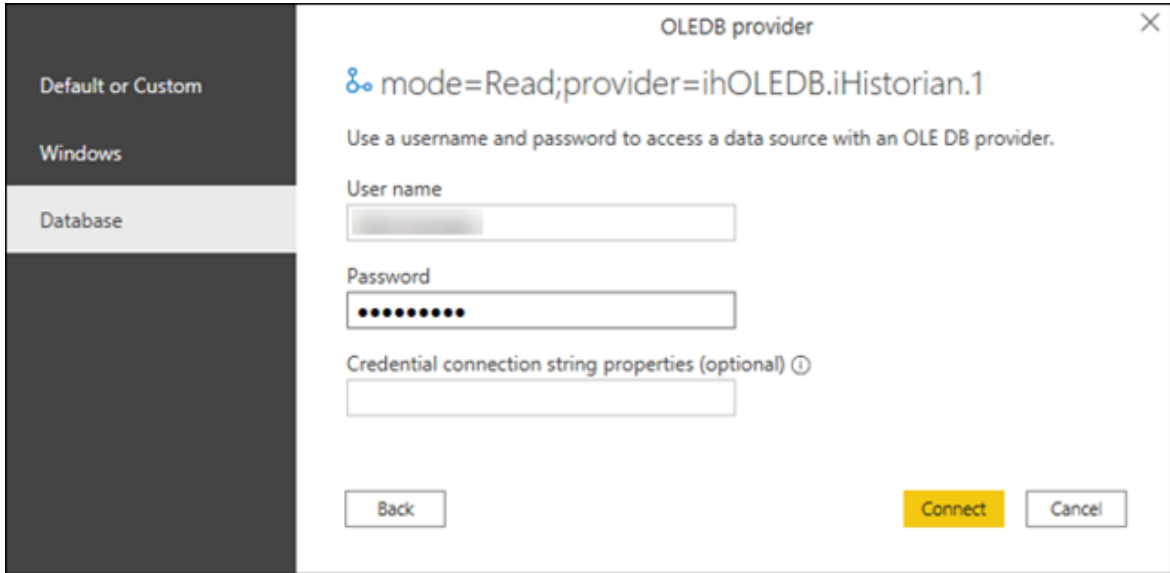 OLEDB provider
Default or Custom
Windows
Database
mode=Read;provider=ihOLEDB.iHistorian.1
Use a username and password to access a data source with an OLE DB provider.
User name
Password
•••••••••
Credential connection string properties (optional)
Back
Connect
Cancel